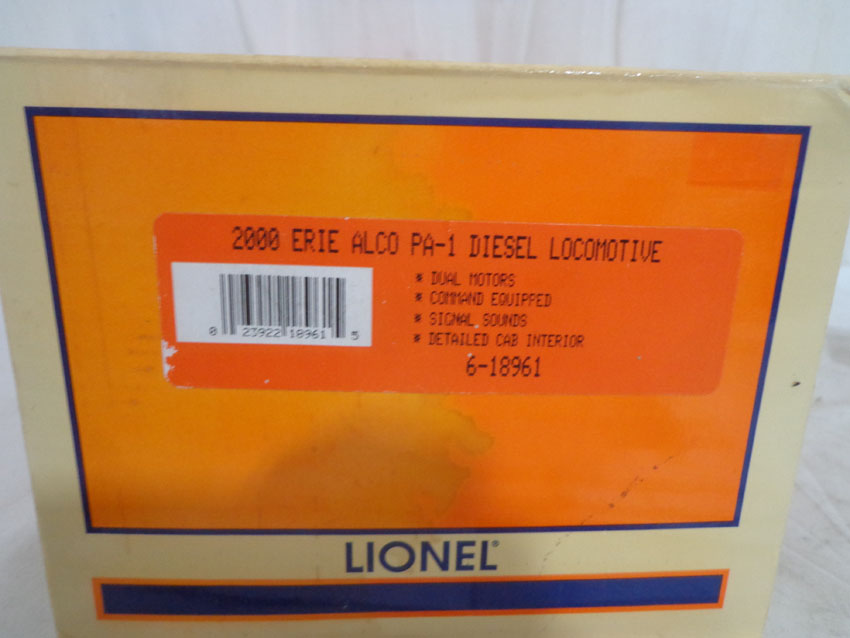 2000 ERIE ALCO PA-1 DIESEL LOCOMOTIVE
* DUAL MOTORS
* COMMAND EQUIPPED
* SIGNAL SOUNDS
* DETAILED CAB INTERIOR
6-18961
0 23922 18961 5
LIONEL®